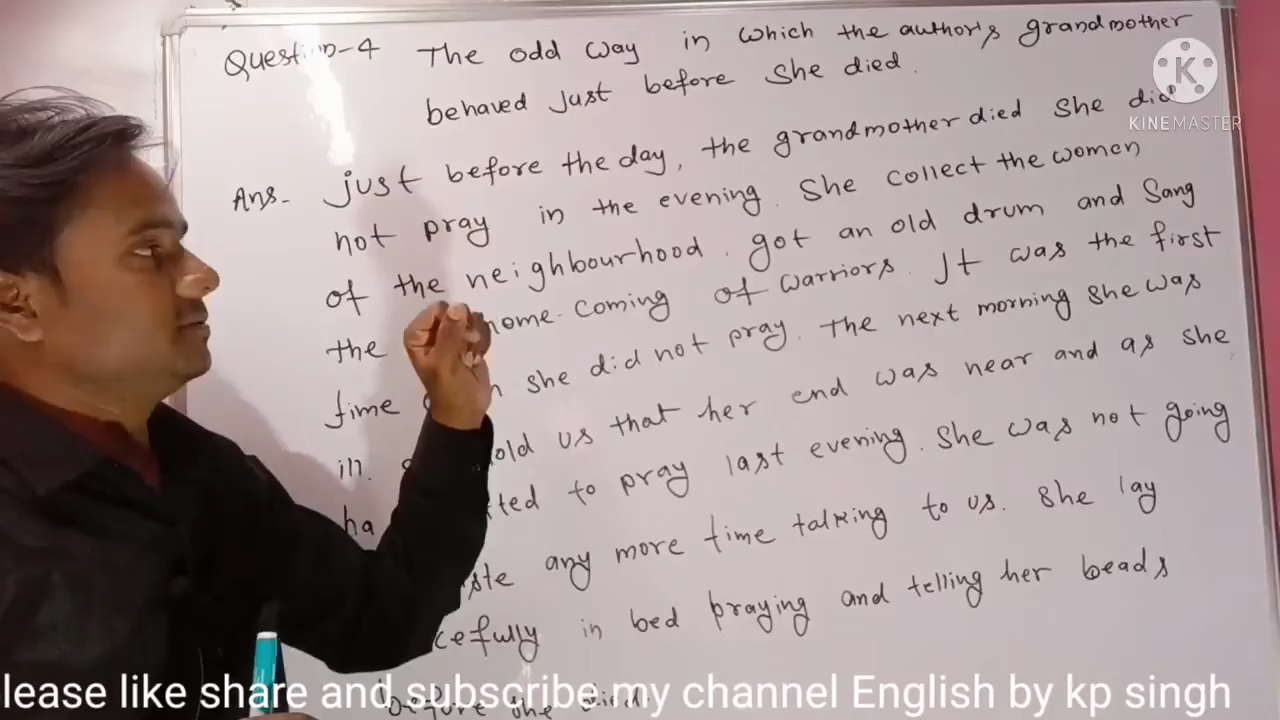 Question-4 The odd way in which the author's grandmother
behaved just before she died.
KINEMASTER
Ans- just before the day, the grandmother died she did
not pray in the evening. She collect the women
of the neighbourhood. got an old drum and Sang
the home-coming of warriors. It was the first
time she did not pray. The next morning she was
ill. told us that her end was near and as she
to pray last evening. She was not going
any more time talking to us. She lay
in bed praying and telling her beads
before she died.
lease like share and subscribe my channel English by kp singh